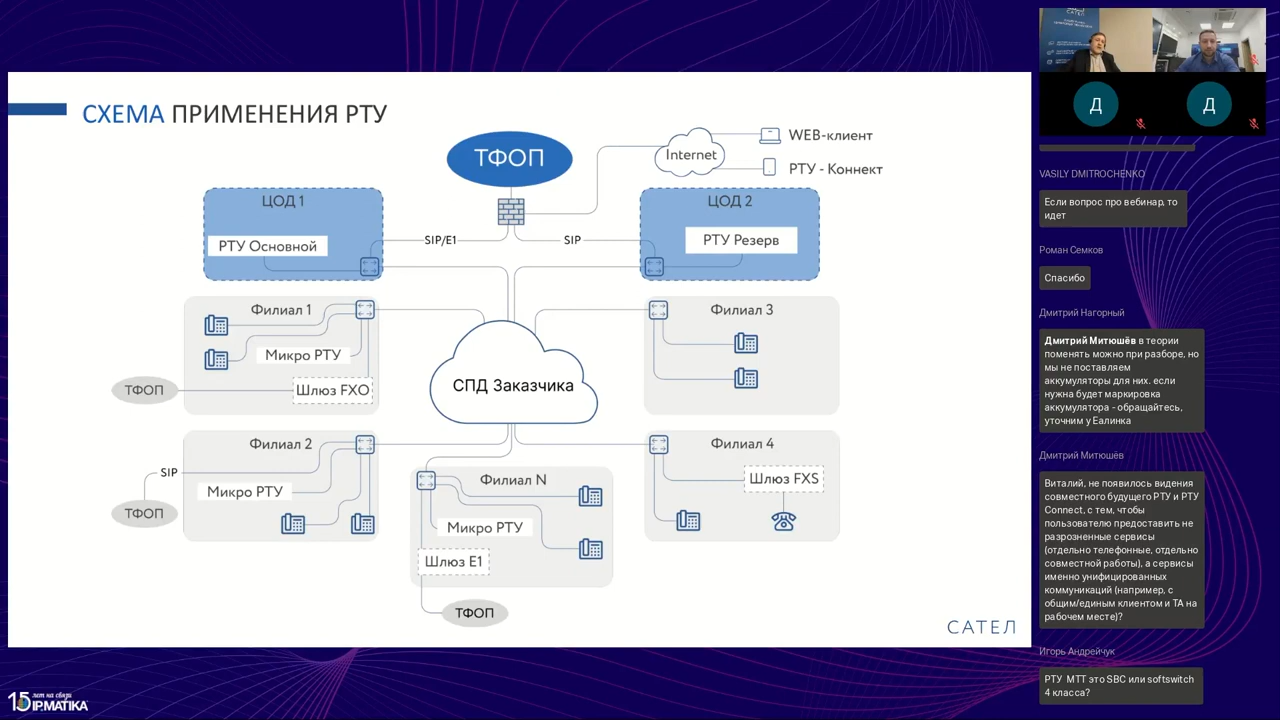 СХЕМА ПРИМЕНЕНИЯ РТУ
ТФОП
Internet
WEB-клиент
РТУ - Коннект
ЦОД 1
РТУ Основной
SIP/E1
SIP
ЦОД 2
РТУ Резерв
Филиал 1
Микро РТУ
Шлюз FXO
ТФОП
СПД Заказчика
Филиал 3
Филиал 2
SIP
Микро РТУ
ТФОП
Филиал N
Микро РТУ
Шлюз E1
ТФОП
Филиал 4
Шлюз FXS
САТЕЛ
15 лет на связи
IPMATIKA
САТЕЛ
Д
Д
VASILY DMITROCHENKO
Если вопрос про вебинар, то
идет
Роман Семков
Спасибо
Дмитрий Нагорный
Дмитрий Митюшёв в теории
поменять можно при разборе, но
мы не поставляем
аккумуляторы для них. если
нужна будет маркировка
аккумулятора - обращайтесь,
уточним у Еалинка
Дмитрий Митюшёв
Виталий, не появилось видения
совместного будущего РТУ и РТУ
Connect, с тем, чтобы
пользователю предоставить не
разрозненные сервисы
(отдельно телефонные, отдельно
совместной работы), а сервисы
именно унифицированных
коммуникаций (например, с
общим/единым клиентом и ТА на
рабочем месте)?
Игорь Андрейчук
РТУ МТТ это SBC или softswitch
4 класса?